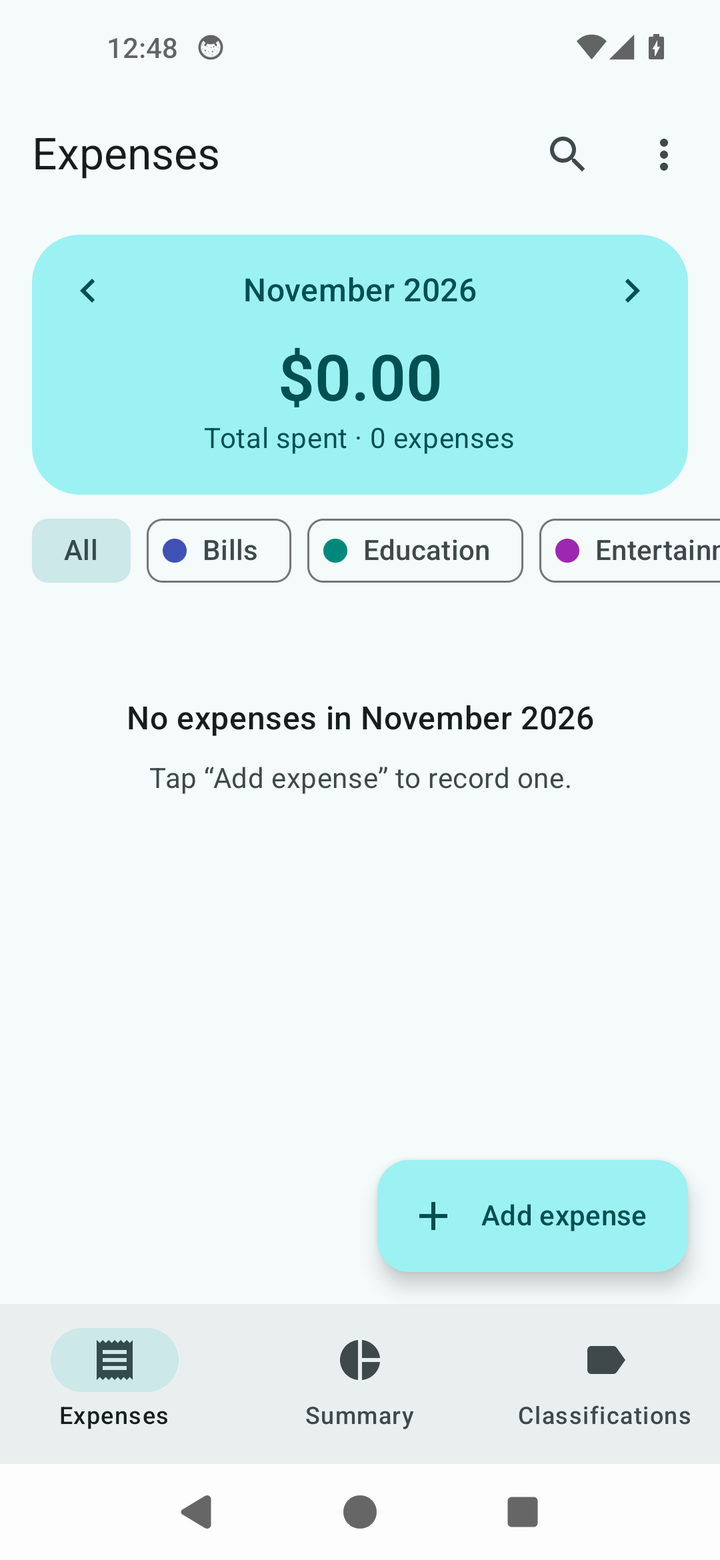 12:48
Expenses
November 2026
$0.00
Total spent · 0 expenses
All
Bills
Education
Entertainm
No expenses in November 2026
Tap “Add expense” to record one.
Add expense
Expenses
Summary
Classifications